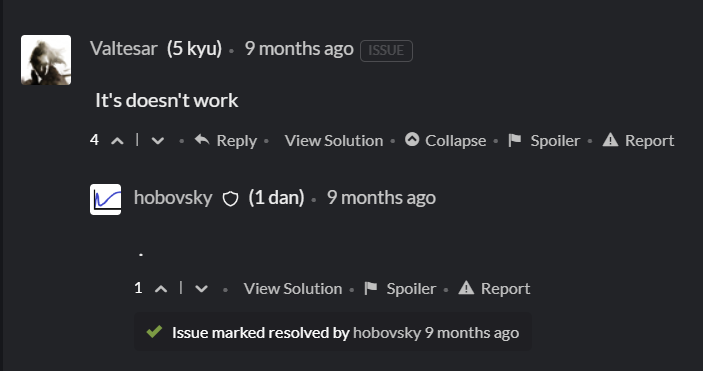 Valtesar (5 kyu) • 9 months ago ISSUE
It's doesn't work
4 | • Reply • View Solution • Collapse • Spoiler • Report
hobovsky (1 dan) • 9 months ago
.
1 | • View Solution • Spoiler • Report
Issue marked resolved by hobovsky 9 months ago